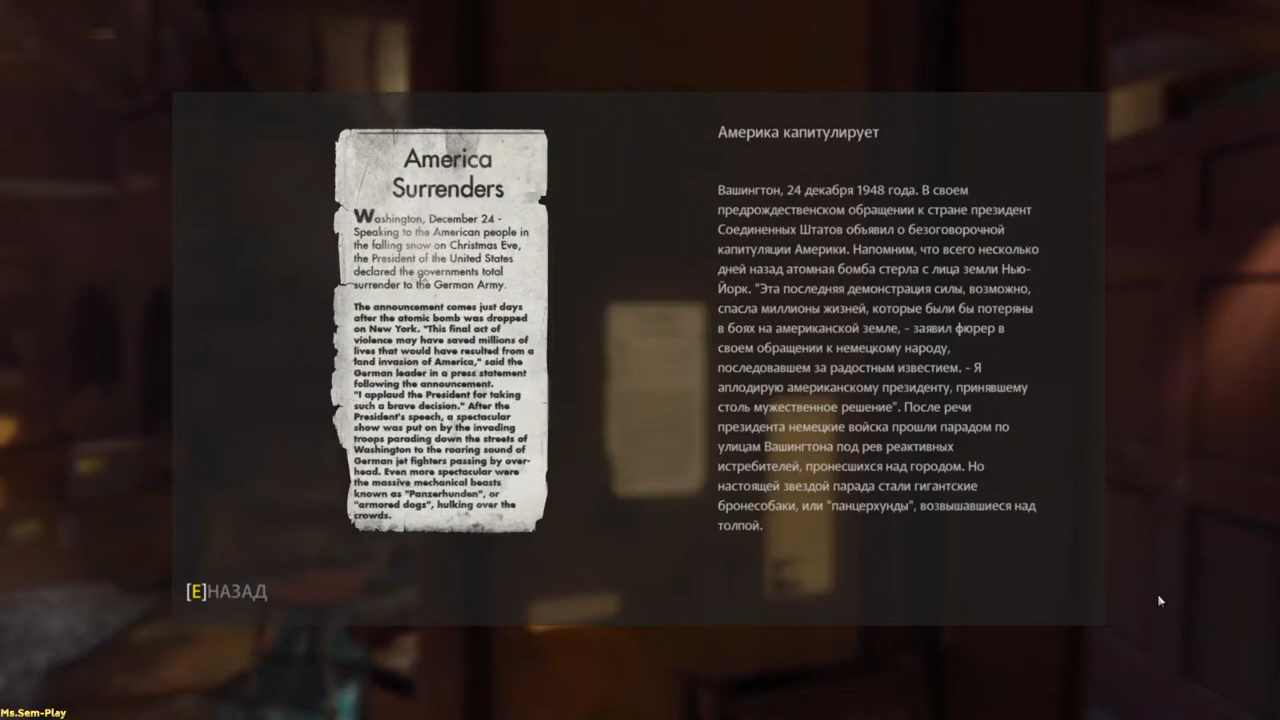 America
Surrenders
Washington, December 24 -
Speaking to the American people in
the falling snow on Christmas Eve,
the President of the United States
declared the governments total
surrender to the German Army.
The announcement comes just days
after the atomic bomb was dropped
on New York. "This final act of
violence may have saved millions of
lives that would have resulted from a
land invasion of America," said the
German leader in a press statement
following the announcement.
"I applaud the President for taking
such a brave decision." After the
President's speech, a spectacular
show was put on by the invading
troops parading down the streets of
Washington to the roaring sound of
German jet fighters passing by over-
head. Even more spectacular were
the massive mechanical beasts
known as "Panzerhunden", or
"armored dogs", hulking over the
crowds.
Америка капитулирует
Вашингтон, 24 декабря 1948 года. В своем
предрождественском обращении к стране президент
Соединенных Штатов объявил о безоговорочной
капитуляции Америки. Напомним, что всего несколько
дней назад атомная бомба стерла с лица земли Нью-
Йорк. "Эта последняя демонстрация силы, возможно,
спасла миллионы жизней, которые были бы потеряны
в боях на американской земле, - заявил фюрер в
своем обращении к немецкому народу,
последовавшем за радостным известием. - Я
аплодирую американскому президенту, принявшему
столь мужественное решение". После речи
президента немецкие войска прошли парадом по
улицам Вашингтона под рев реактивных
истребителей, пронесшихся над городом. Но
настоящей звездой парада стали гигантские
бронесобаки, или "панцерхунды", возвышавшиеся над
толпой.
[E]НАЗАД
Ms.Sem-Play